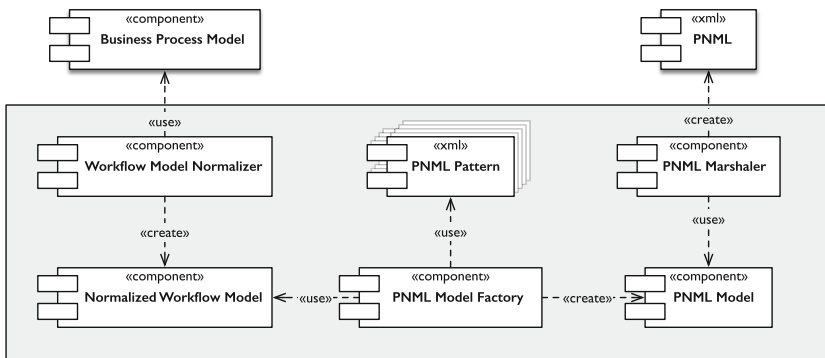 «component»
Business Process Model
«xml»
PNML
«use»
«create»
«component»
Workflow Model Normalizer
«xml»
PNML Pattern
«component»
PNML Marshaler
«create»
«use»
«use»
«component»
Normalized Workflow Model
«use»
«component»
PNML Model Factory
«create»
«component»
PNML Model